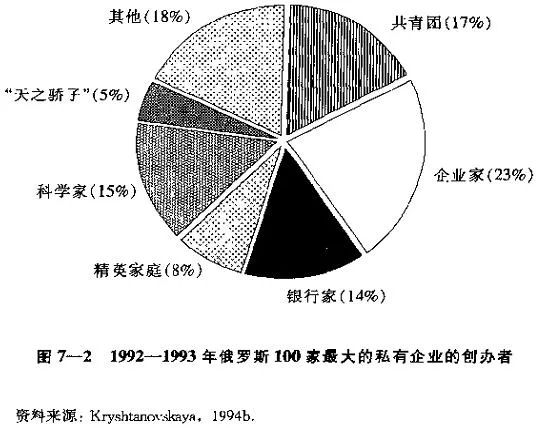 其他(18%)
共青团(17%)
“天之骄子”(5%)
企业家(23%)
科学家(15%)
精英家庭(8%)
银行家(14%)
图 7—2 1992—1993 年俄罗斯 100 家最大的私有企业的创办者
资料来源: Kryshtanovskaya, 1994b.